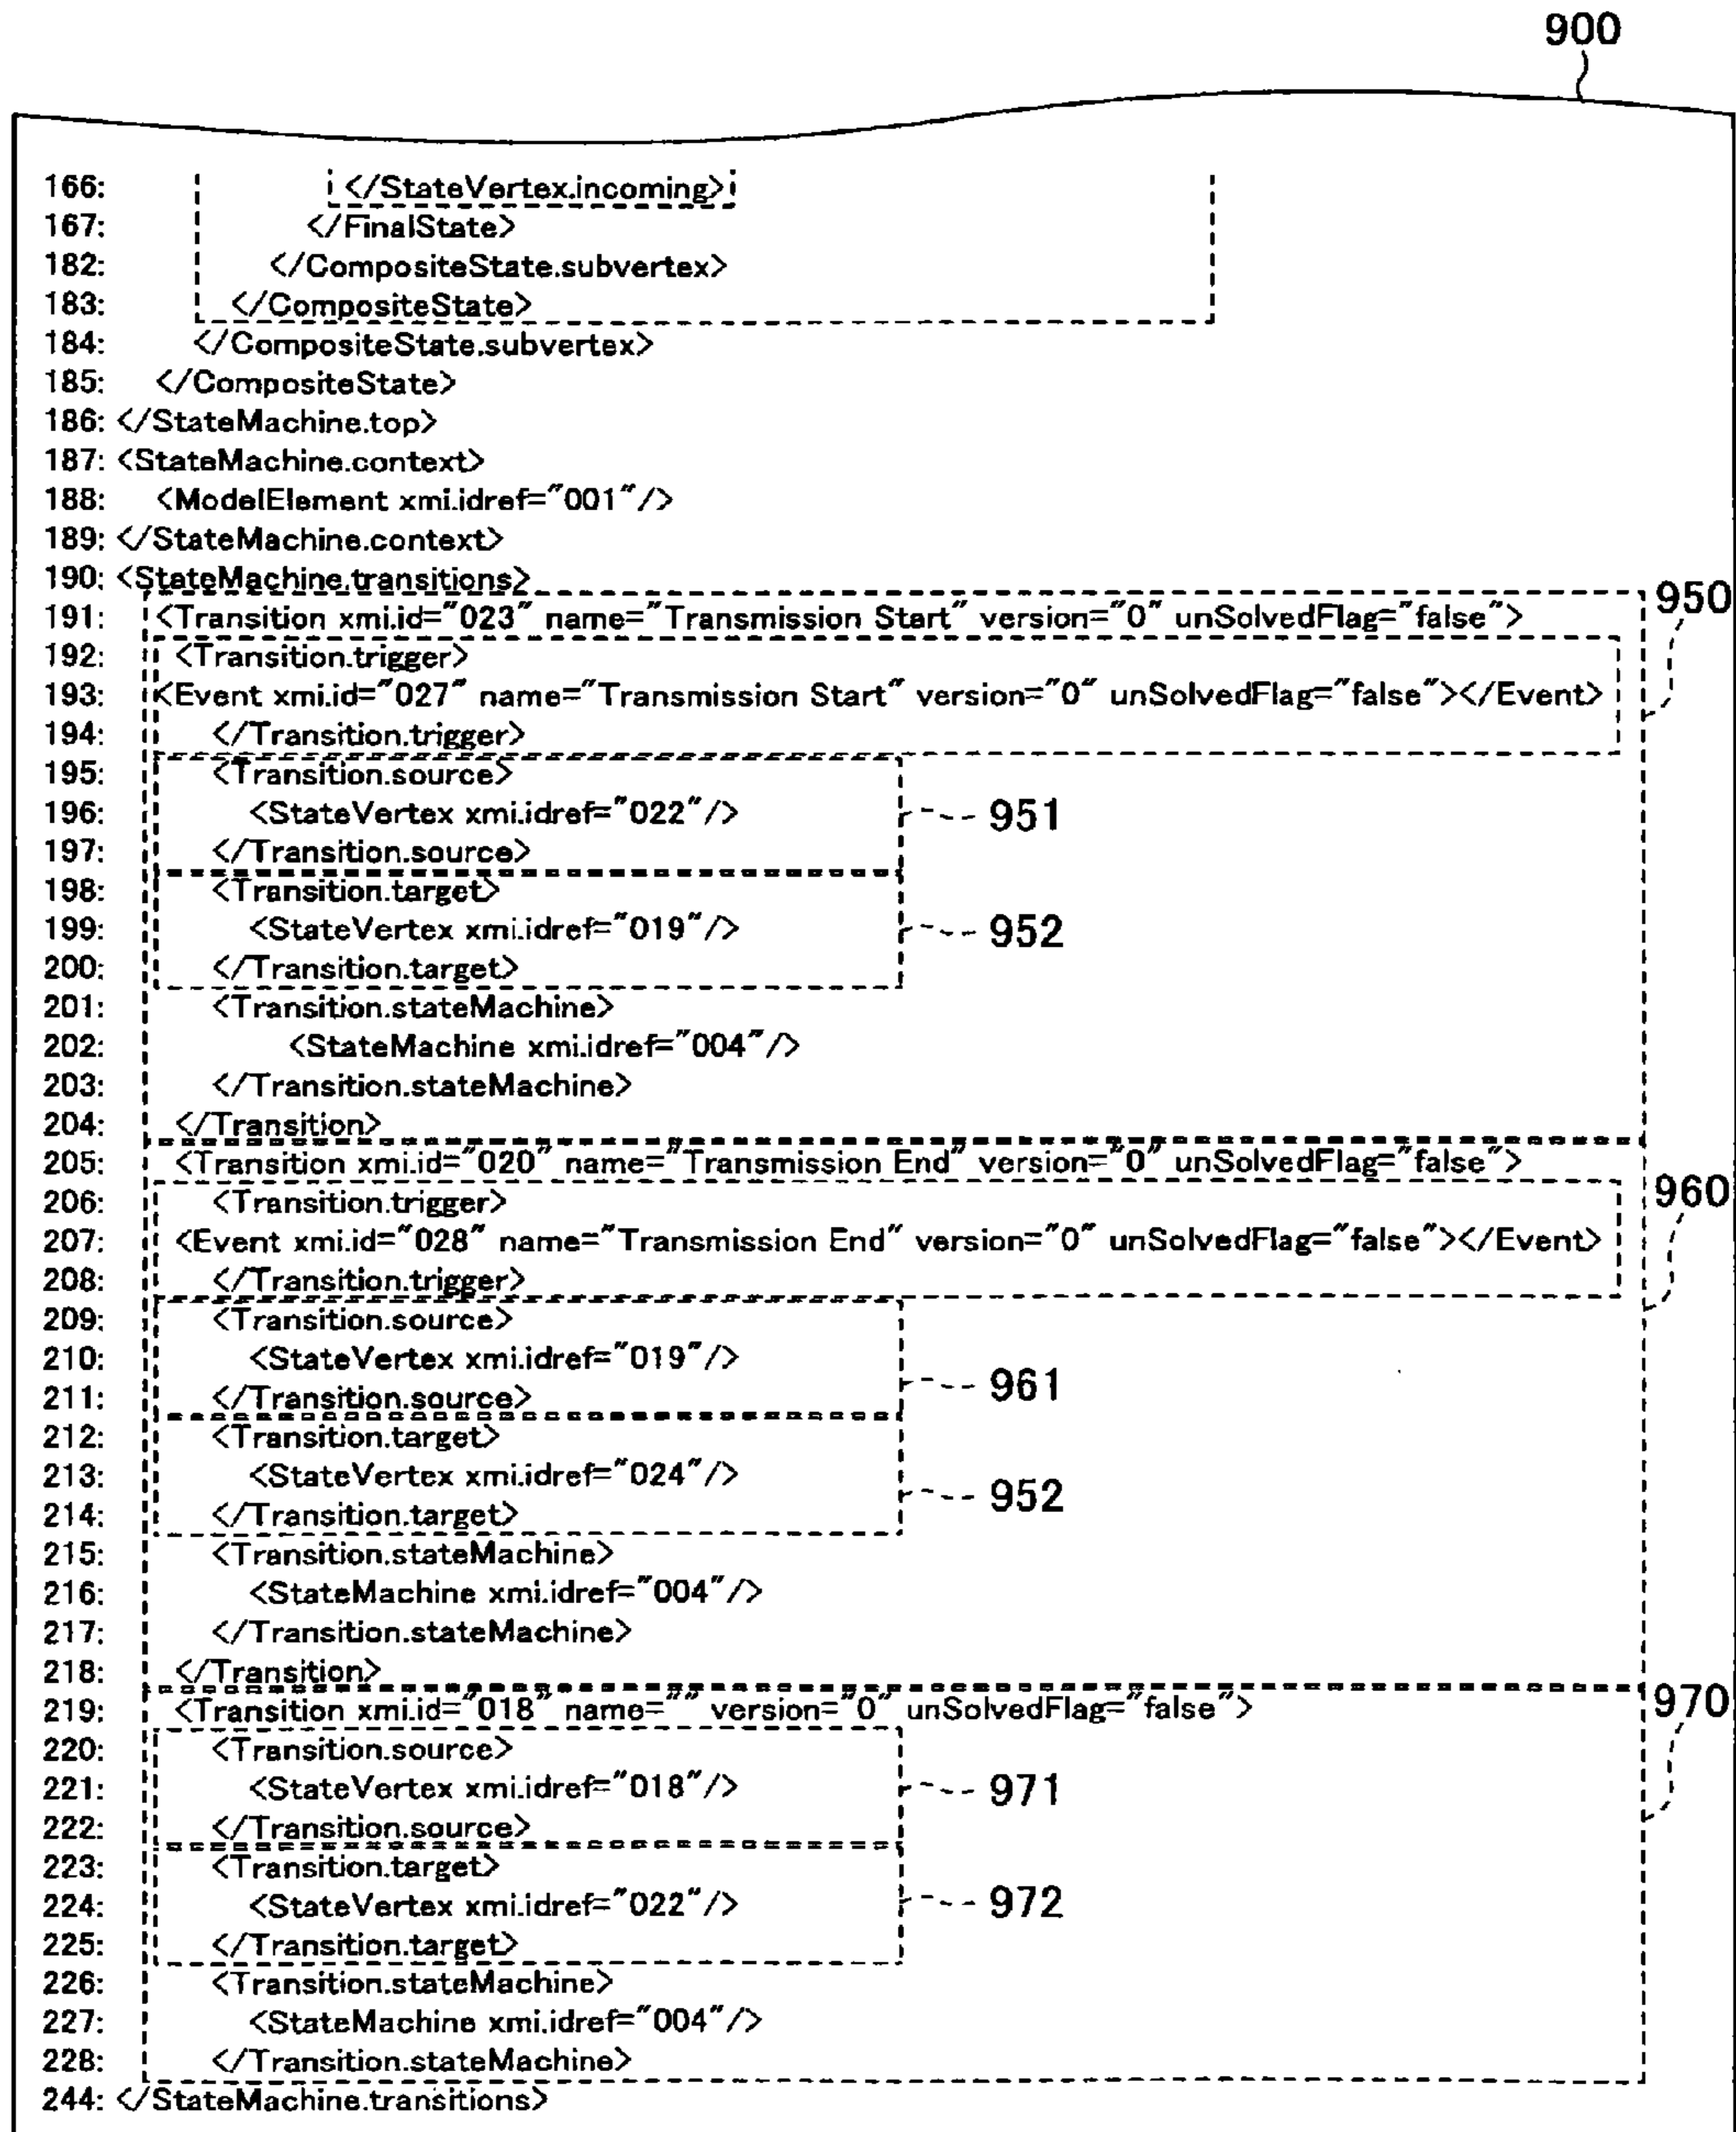 900
166: </StateVertex.incoming>
167: </FinalState>
182: </CompositeState.subvertex>
183: </CompositeState>
184: </CompositeState.subvertex>
185: </CompositeState>
186: </StateMachine.top>
187: <StateMachine.context>
188: <ModelElement xmi.idref="001"/>
189: </StateMachine.context>
190: <StateMachine.transitions>
191: <Transition xmi.id="023" name="Transmission Start" version="0" unSolvedFlag="false"> 950
192: <Transition.trigger>
193: <Event xmi.id="027" name="Transmission Start" version="0" unSolvedFlag="false"></Event>
194: </Transition.trigger>
195: <Transition.source>
196: <StateVertex xmi.idref="022"/> 951
197: </Transition.source>
198: <Transition.target>
199: <StateVertex xmi.idref="019"/> 952
200: </Transition.target>
201: <Transition.stateMachine>
202: <StateMachine xmi.idref="004"/>
203: </Transition.stateMachine>
204: </Transition>
205: <Transition xmi.id="020" name="Transmission End" version="0" unSolvedFlag="false">
206: <Transition.trigger> 960
207: <Event xmi.id="028" name="Transmission End" version="0" unSolvedFlag="false"></Event>
208: </Transition.trigger>
209: <Transition.source>
210: <StateVertex xmi.idref="019"/> 961
211: </Transition.source>
212: <Transition.target>
213: <StateVertex xmi.idref="024"/> 952
214: </Transition.target>
215: <Transition.stateMachine>
216: <StateMachine xmi.idref="004"/>
217: </Transition.stateMachine>
218: </Transition>
219: <Transition xmi.id="018" name="" version="0" unSolvedFlag="false"> 970
220: <Transition.source>
221: <StateVertex xmi.idref="018"/> 971
222: </Transition.source>
223: <Transition.target>
224: <StateVertex xmi.idref="022"/> 972
225: </Transition.target>
226: <Transition.stateMachine>
227: <StateMachine xmi.idref="004"/>
228: </Transition.stateMachine>
244: </StateMachine.transitions>